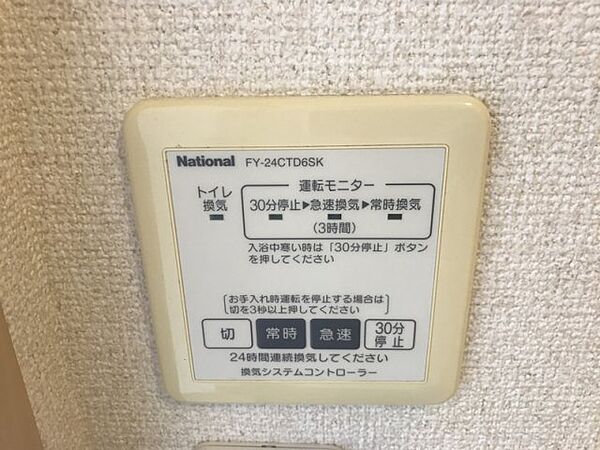 National FY-24CTD6SK
運転モニター
トイレ
換気
30分停止▶急速換気▶常時換気
(3時間)
入浴中寒い時は「30分停止」ボタン
を押してください
お手入れ時運転を停止する場合は
切を3秒以上押してください
切 常時 急速 30分
停止
24時間連続換気してください
換気システムコントローラー